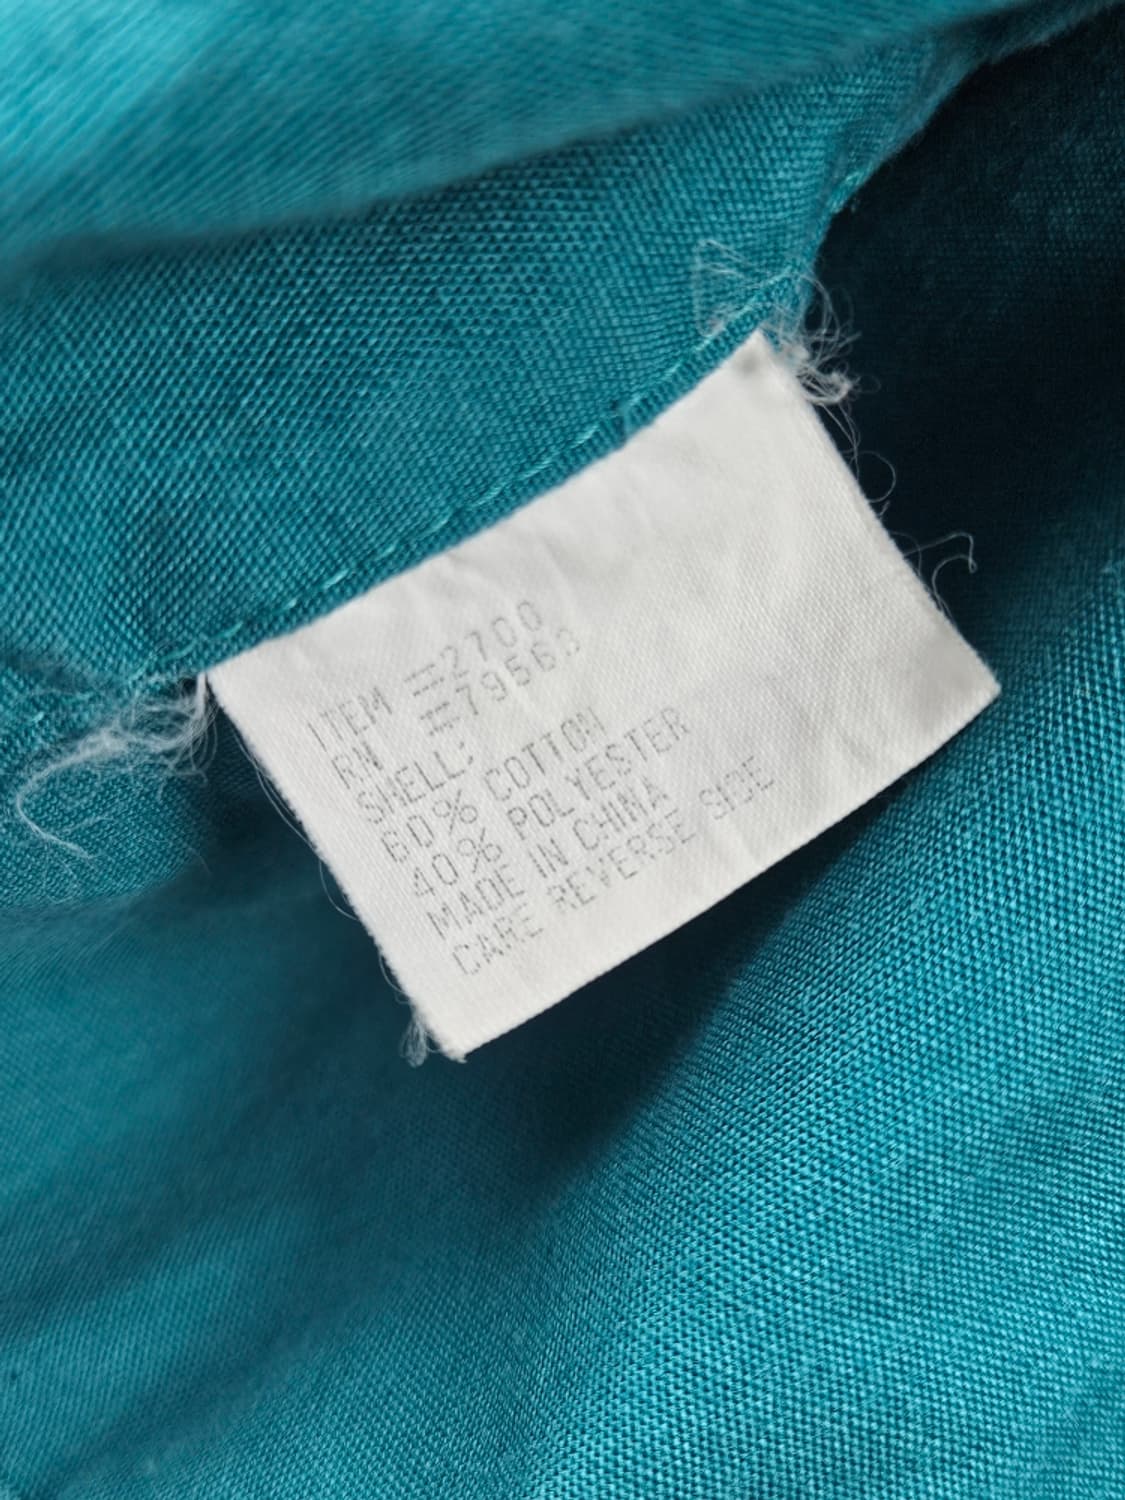 ITEM =2700
RN =79563
SHELL:
60% COTTON
40% POLYESTER
MADE IN CHINA
CARE REVERSE SIDE